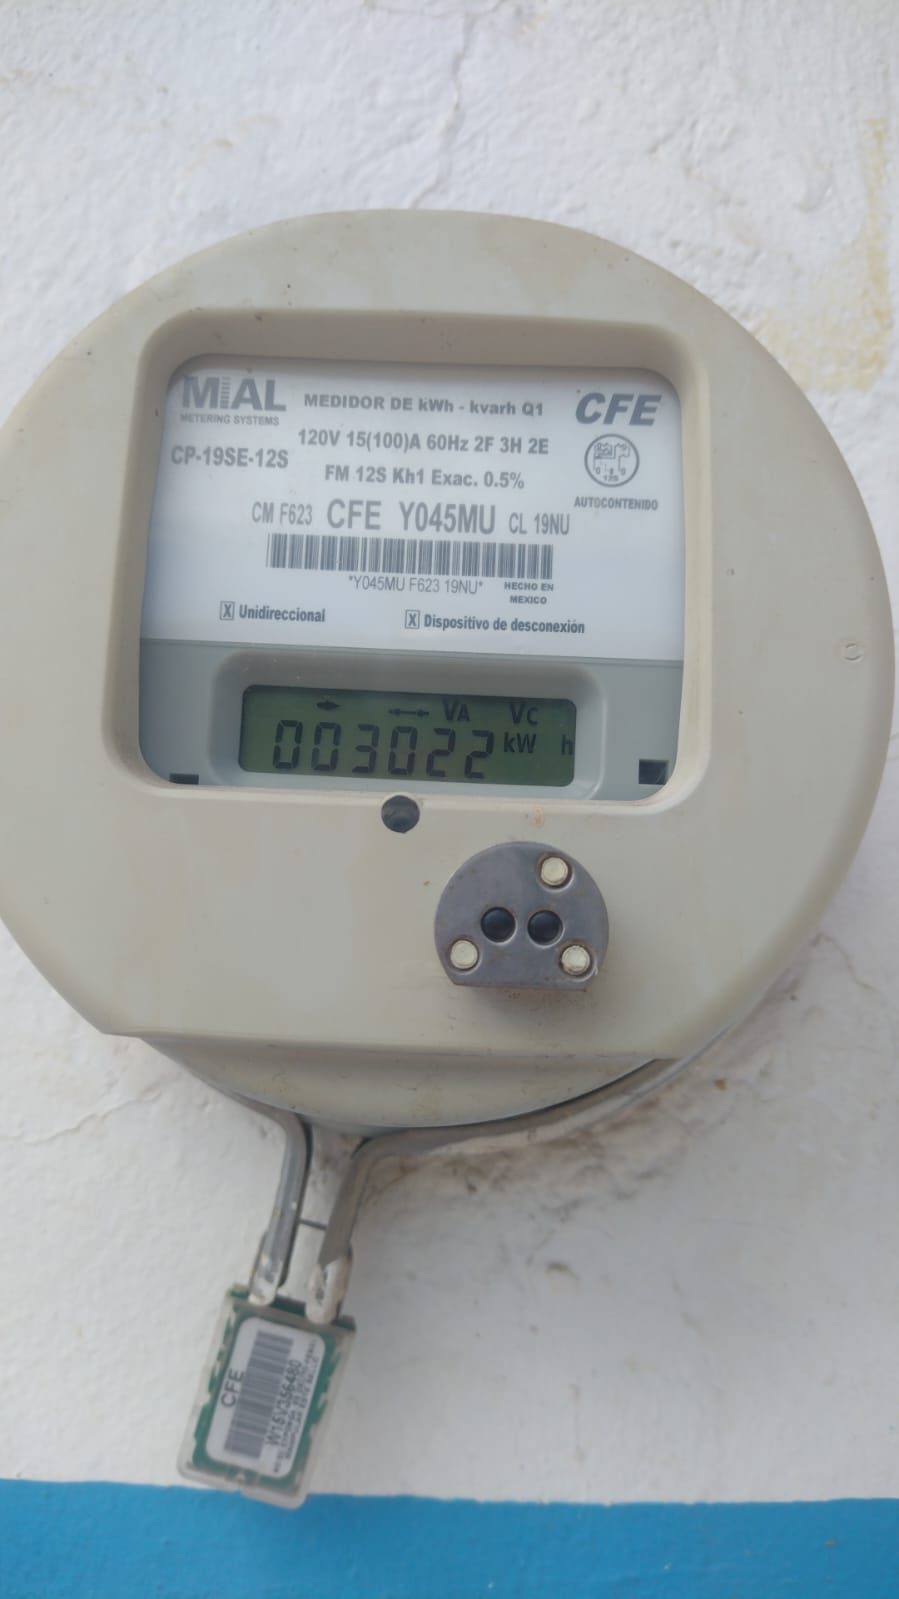 MIAL
METERING SYSTEMS
MEDIDOR DE kWh - kvarh Q1
CFE
CP-19SE-12S
120V 15(100)A 60Hz 2F 3H 2E
FM 12S Kh1 Exac. 0.5%
12S
AUTOCONTENIDO
CM F623 CFE Y045MU CL 19NU
*Y045MU F623 19NU*
HECHO EN
MEXICO
X Unidireccional
X Dispositivo de desconexión
VA VC
003022 kW h
CFE